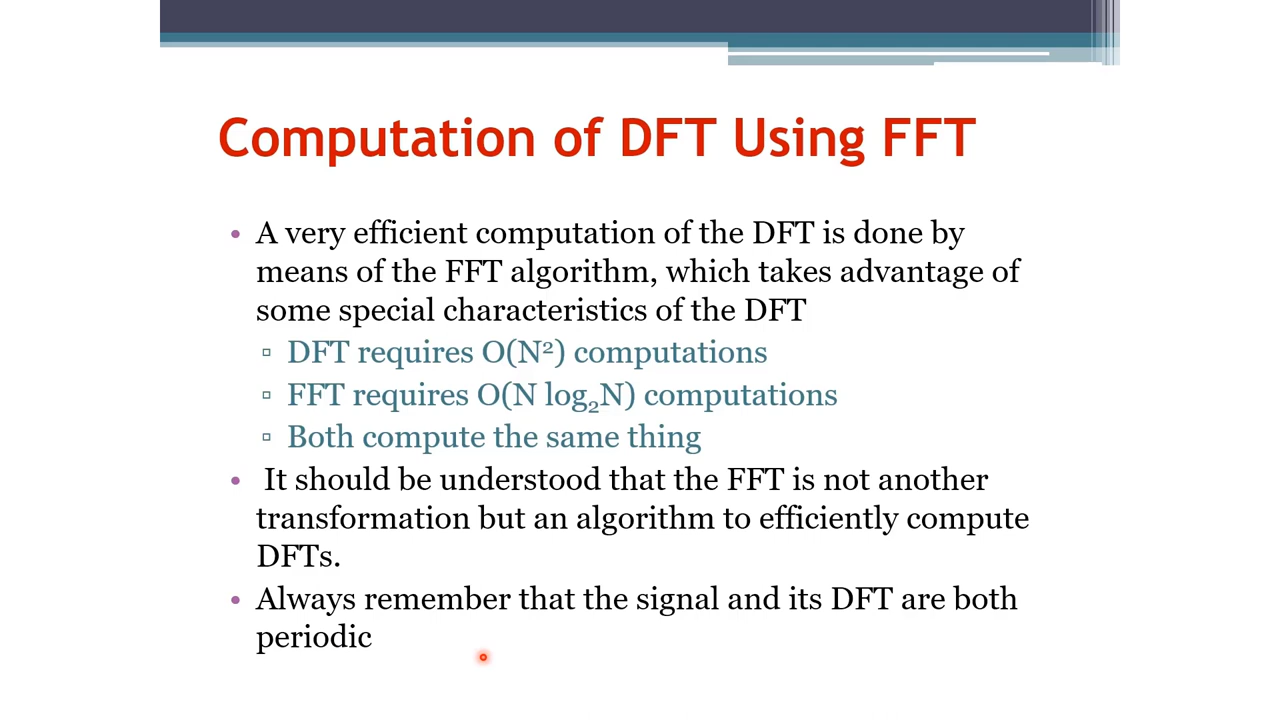 Computation of DFT Using FFT
• A very efficient computation of the DFT is done by
means of the FFT algorithm, which takes advantage of
some special characteristics of the DFT
▫ DFT requires O(N²) computations
▫ FFT requires O(N log₂N) computations
▫ Both compute the same thing
• It should be understood that the FFT is not another
transformation but an algorithm to efficiently compute
DFTs.
• Always remember that the signal and its DFT are both
periodic